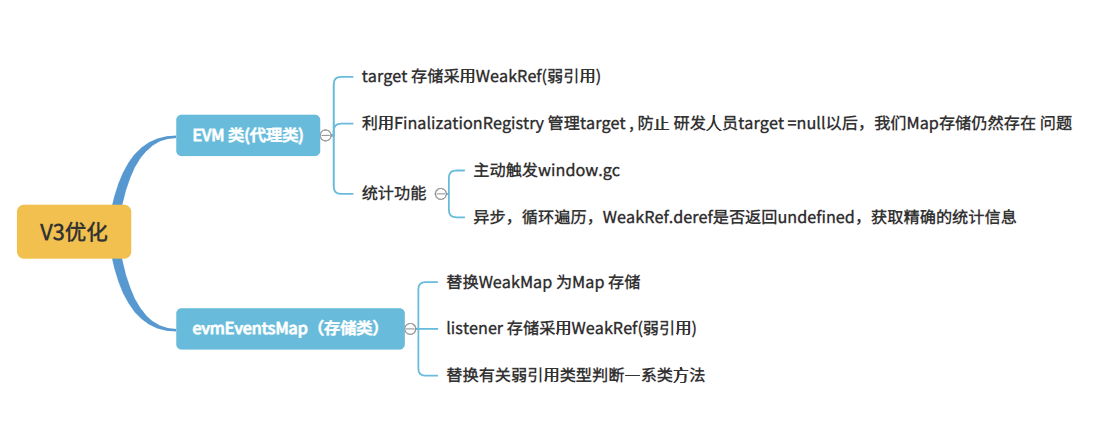 V3优化
EVM 类(代理类)
target 存储采用WeakRef(弱引用)
利用FinalizationRegistry 管理target , 防止 研发人员target =null以后，我们Map存储仍然存在 问题
统计功能
主动触发window.gc
异步，循环遍历，WeakRef.deref是否返回undefined，获取精确的统计信息
evmEventsMap（存储类）
替换WeakMap 为Map 存储
listener 存储采用WeakRef(弱引用)
替换有关弱引用类型判断一系类方法